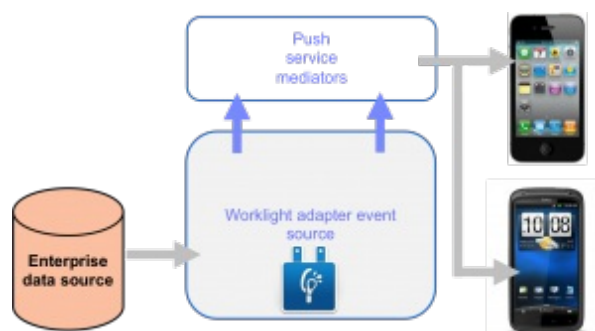 Push
service
mediators
Worklight adapter event
source
Enterprise
data source
10 08